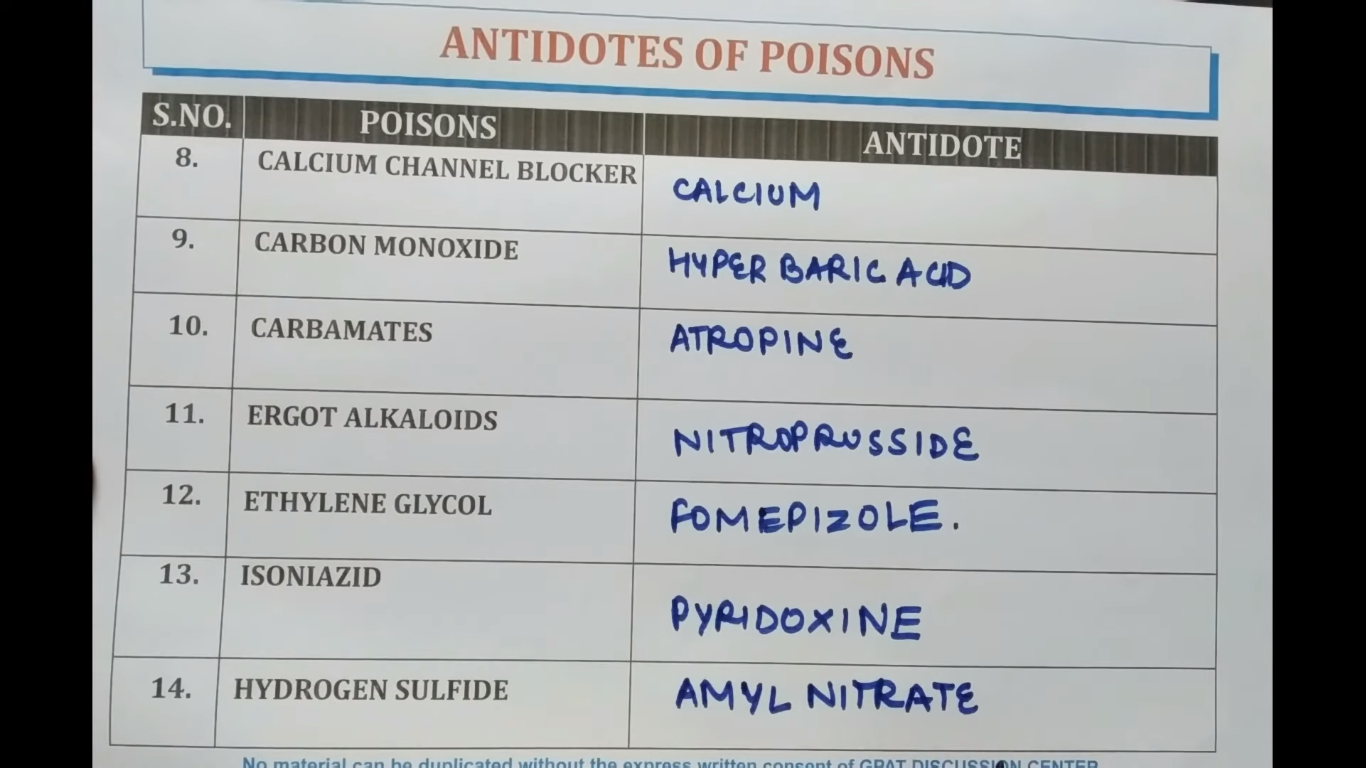 ANTIDOTES OF POISONS
S.NO. POISONS ANTIDOTE
8. CALCIUM CHANNEL BLOCKER CALCIUM
9. CARBON MONOXIDE HYPER BARIC ACID
10. CARBAMATES ATROPINE
11. ERGOT ALKALOIDS NITROPRUSSIDE
12. ETHYLENE GLYCOL FOMEPIZOLE.
13. ISONIAZID PYRIDOXINE
14. HYDROGEN SULFIDE AMYL NITRATE
No material can be duplicated without the express written consent of GPAT DISCUSSION CENTER